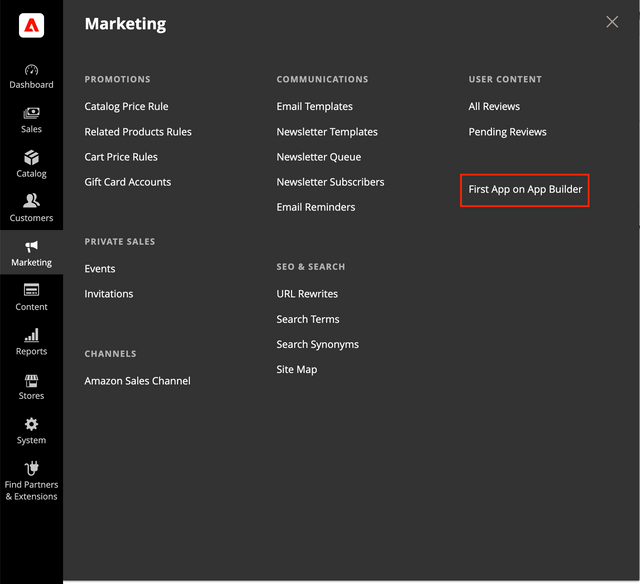 Dashboard
Sales
Catalog
Customers
Marketing
Content
Reports
Stores
System
Find Partners
& Extensions
Marketing
PROMOTIONS
Catalog Price Rule
Related Products Rules
Cart Price Rules
Gift Card Accounts
PRIVATE SALES
Events
Invitations
CHANNELS
Amazon Sales Channel
COMMUNICATIONS
Email Templates
Newsletter Templates
Newsletter Queue
Newsletter Subscribers
Email Reminders
SEO & SEARCH
URL Rewrites
Search Terms
Search Synonyms
Site Map
USER CONTENT
All Reviews
Pending Reviews
First App on App Builder